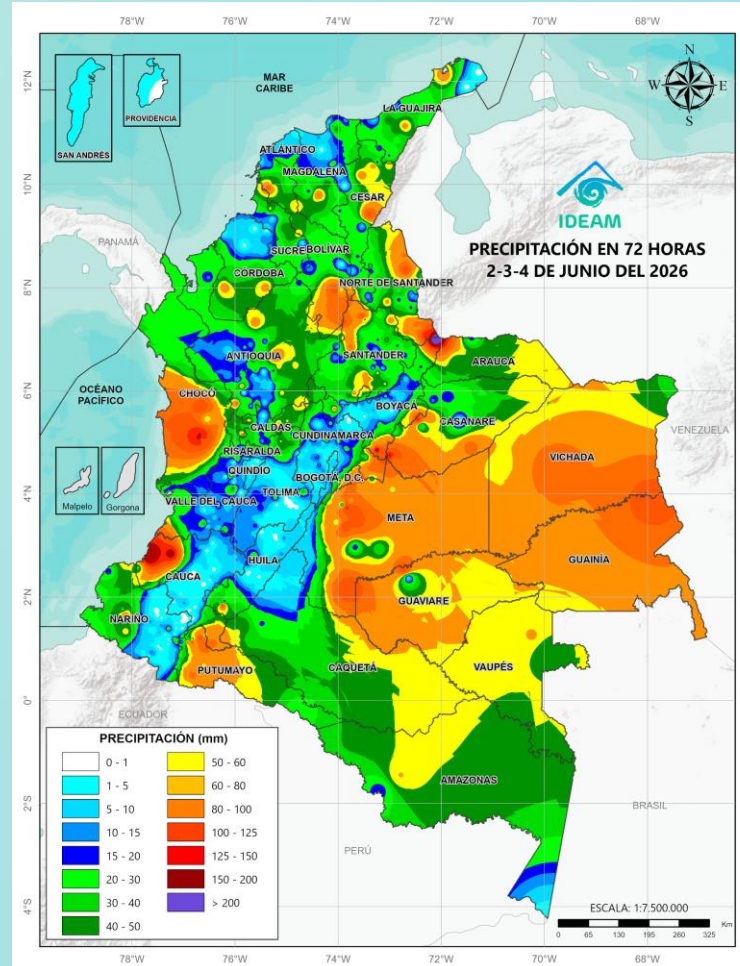 78°W 76°W 74°W 72°W 70°W 68°W
12°N
10°N
8°N
6°N
4°N
2°N
0°
2°S
4°S
SAN ANDRÉS
PROVIDENCIA
MAR
CARIBE
N
W E
S
IDEAM
PRECIPITACIÓN EN 72 HORAS
2-3-4 DE JUNIO DEL 2026
LA GUAJIRA
ATLÁNTICO
MAGDALENA
CESAR
PANAMÁ
SUCRE
BOLÍVAR
CÓRDOBA
NORTE DE SANTANDER
ANTIOQUIA
SANTANDER
ARAUCA
OCÉANO
PACÍFICO
CHOCÓ
BOYACÁ
CALDAS
CUNDINAMARCA
CASANARE
VENEZUELA
RISARALDA
QUINDÍO
BOGOTÁ, D.C.
VICHADA
TOLIMA
Malpelo
Gorgona
VALLE DEL CAUCA
META
GUAINÍA
HUILA
CAUCA
GUAVIARE
NARIÑO
PUTUMAYO
CAQUETÁ
VAUPÉS
ECUADOR
AMAZONAS
PERÚ
BRASIL
PRECIPITACIÓN (mm)
0 - 1
1 - 5
5 - 10
10 - 15
15 - 20
20 - 30
30 - 40
40 - 50
50 - 60
60 - 80
80 - 100
100 - 125
125 - 150
150 - 200
> 200
ESCALA: 1:7.500.000
Km
0 65 130 195 260 325
78°W 76°W 74°W 72°W 70°W 68°W